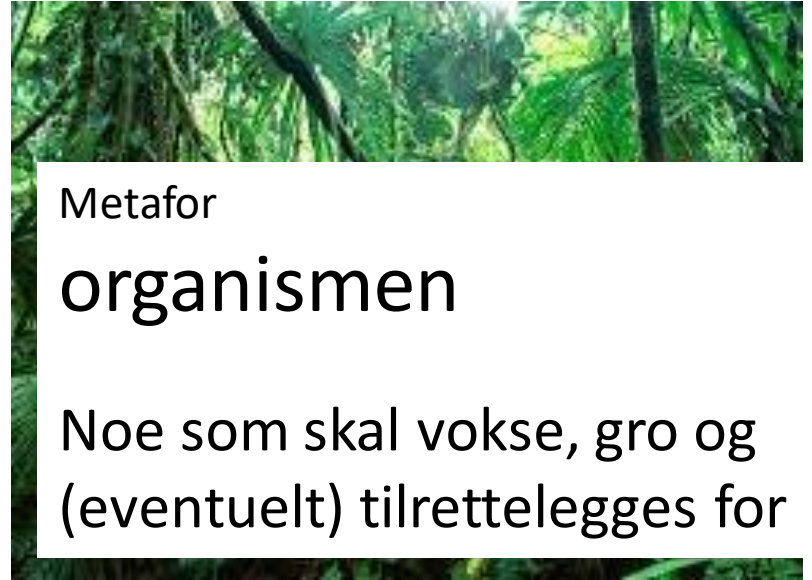 Metafor
organismen
Noe som skal vokse, gro og
(eventuelt) tilrettelegges for